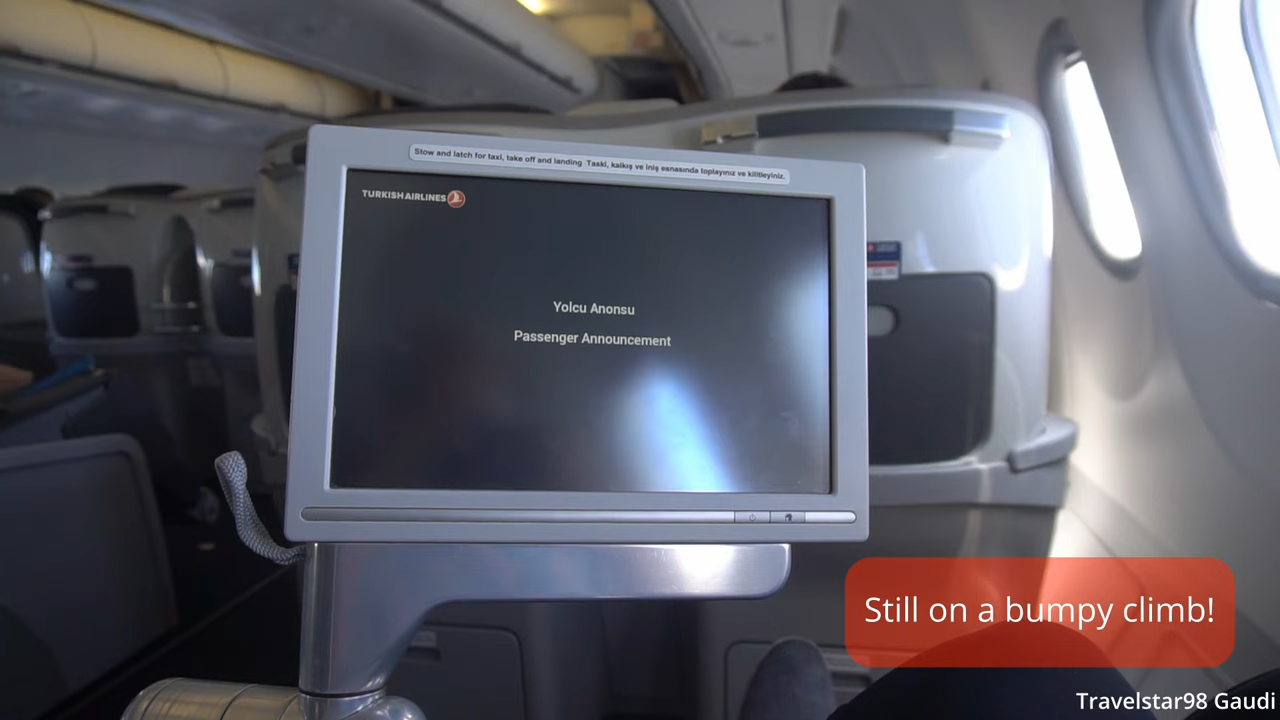 Stow and latch for taxi, take off and landing Taksi, kalkış ve iniş esnasında toplayınız ve kilitleyiniz.
TURKISH AIRLINES
Yolcu Anonsu
Passenger Announcement
Still on a bumpy climb!
Travelstar98 Gaudi